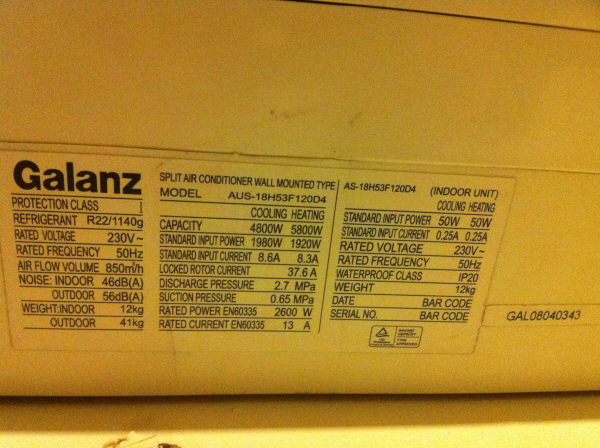 Galanz
PROTECTION CLASS I
REFRIGERANT R22/1140g
RATED VOLTAGE 230V~
RATED FREQUENCY 50Hz
AIR FLOW VOLUME 850m³/h
NOISE: INDOOR 46dB(A)
OUTDOOR 56dB(A)
WEIGHT:INDOOR 12kg
OUTDOOR 41kg
SPLIT AIR CONDITIONER WALL MOUNTED TYPE
MODEL AUS-18H53F120D4
COOLING HEATING
CAPACITY 4800W 5800W
STANDARD INPUT POWER 1980W 1920W
STANDARD INPUT CURRENT 8.6A 8.3A
LOCKED ROTOR CURRENT 37.6 A
DISCHARGE PRESSURE 2.7 MPa
SUCTION PRESSURE 0.65 MPa
RATED POWER EN60335 2600 W
RATED CURRENT EN60335 13 A
AS-18H53F120D4 (INDOOR UNIT)
COOLING HEATING
STANDARD INPUT POWER 50W 50W
STANDARD INPUT CURRENT 0.25A 0.25A
RATED VOLTAGE 230V~
RATED FREQUENCY 50Hz
WATERPROOF CLASS IP20
WEIGHT 12kg
DATE BAR CODE
SERIAL NO. BAR CODE
TYPE
APPROVED
GAL08040343